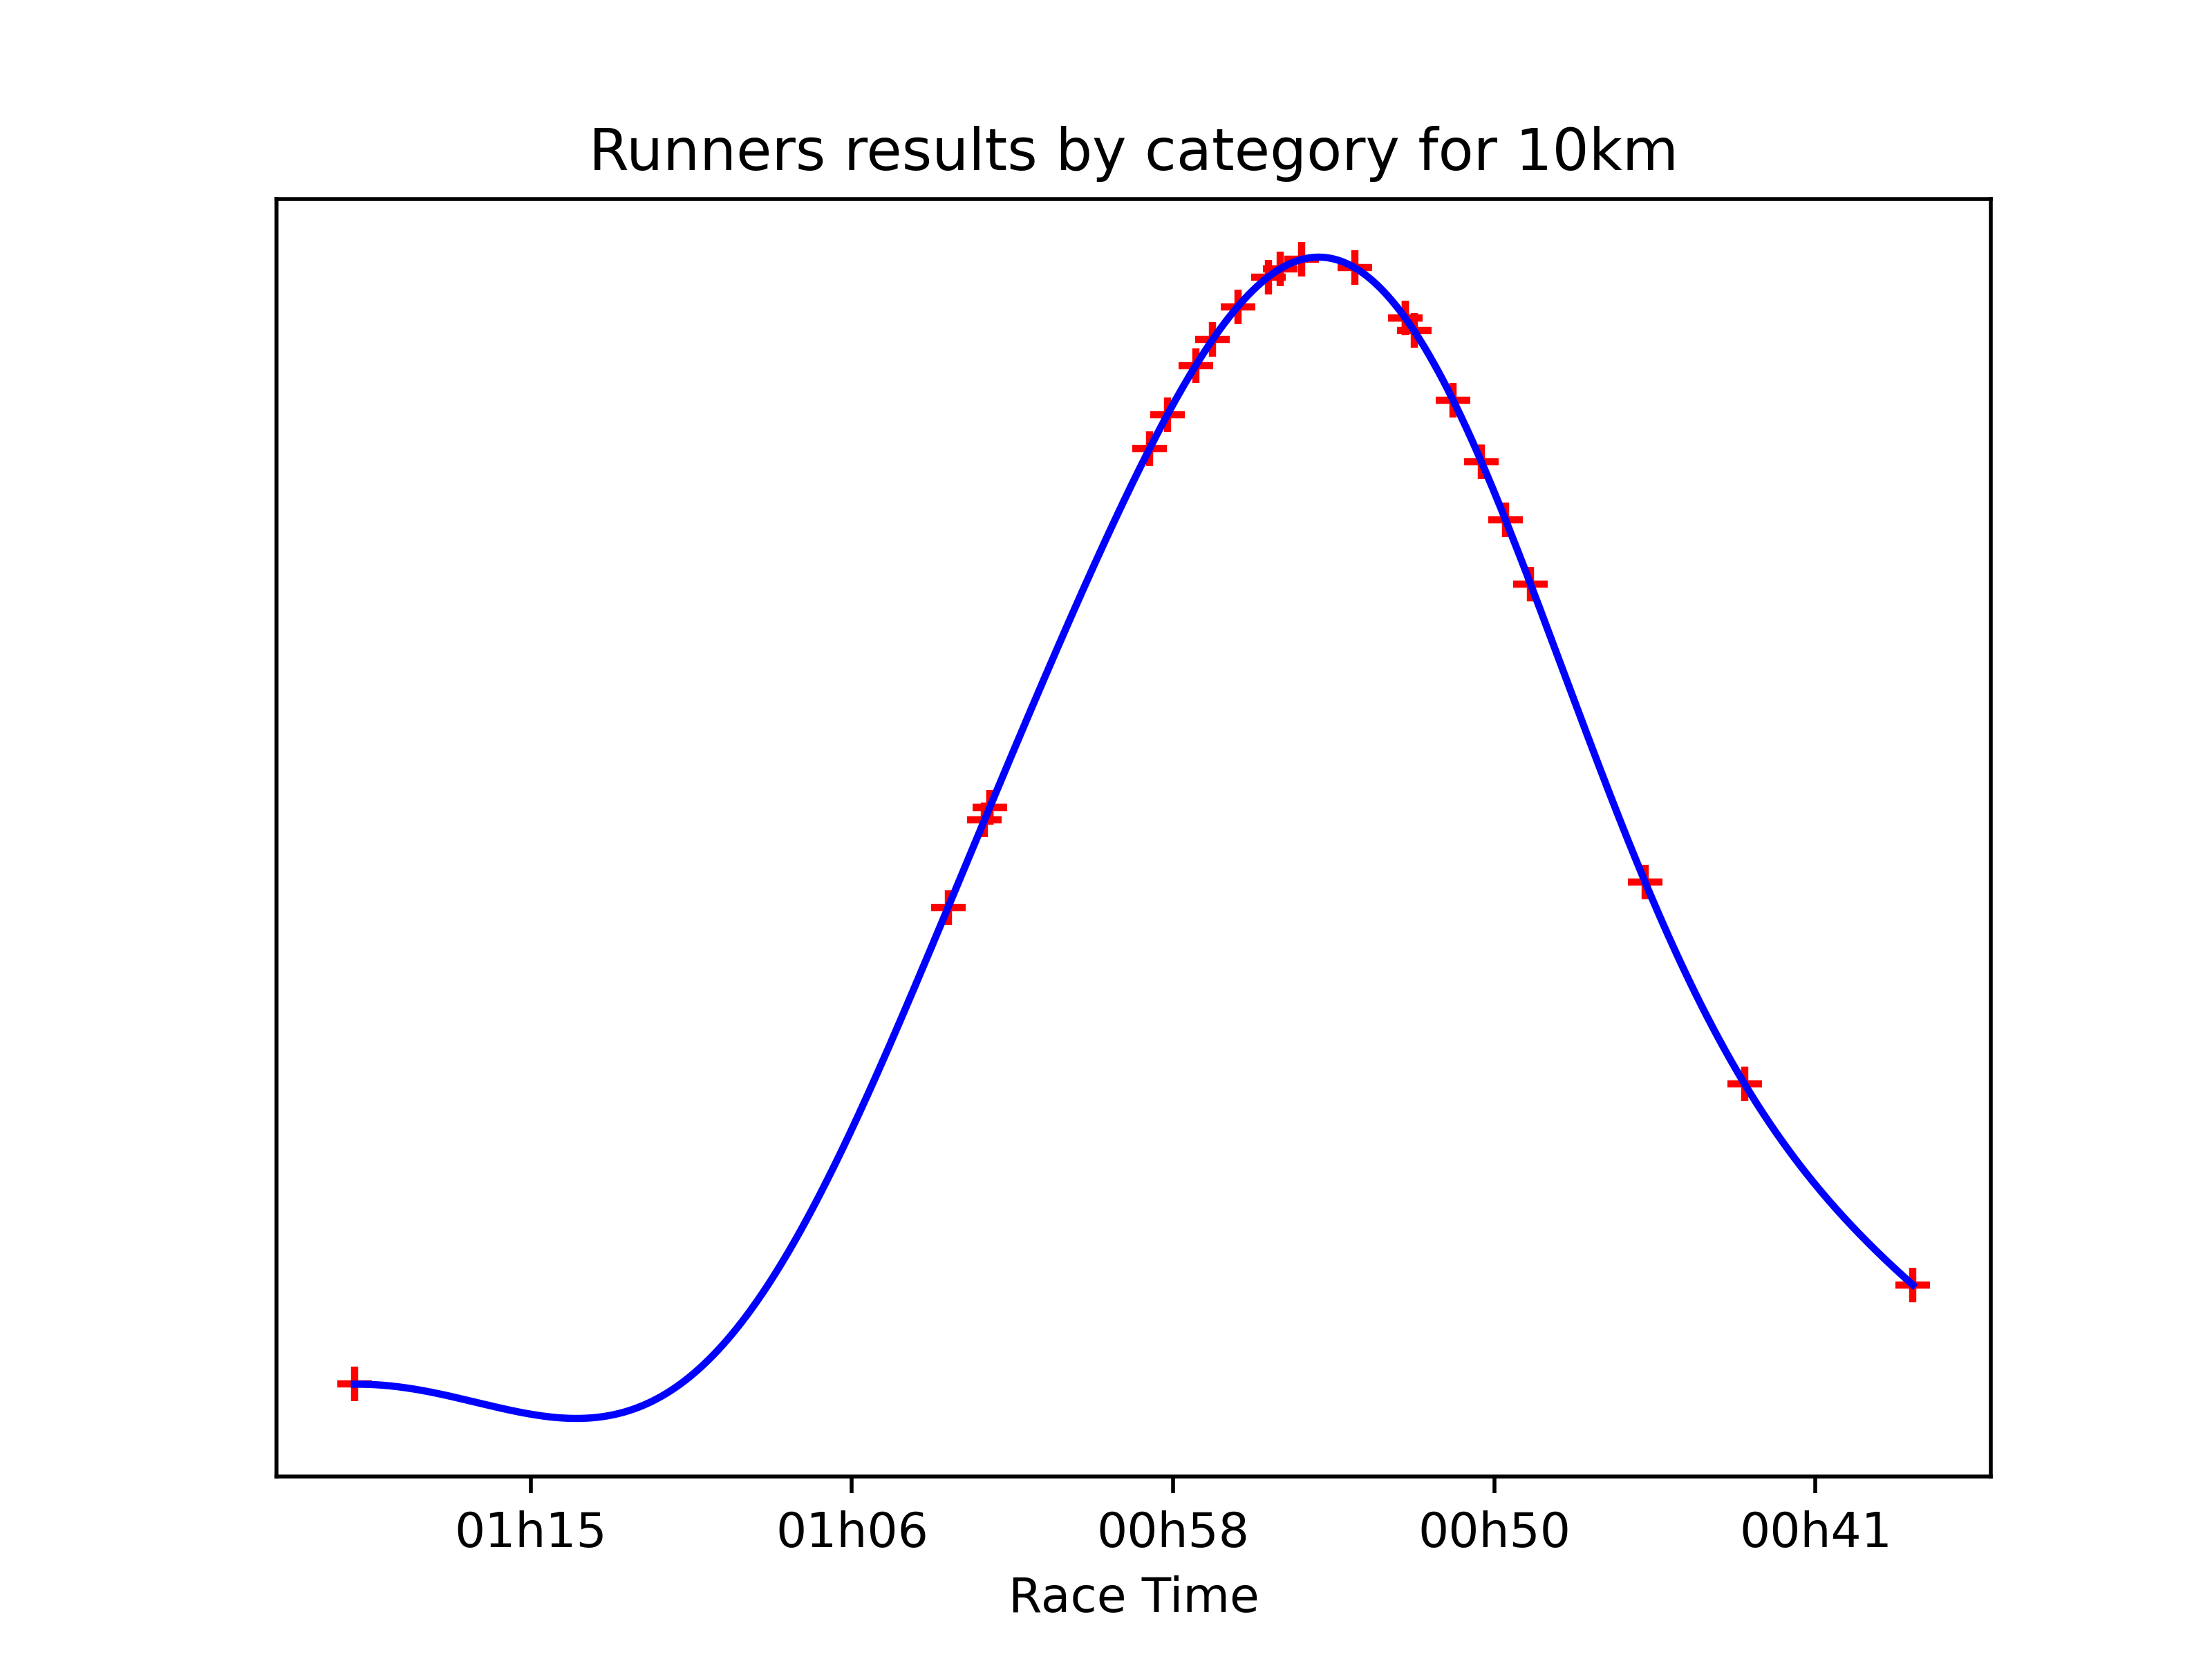 Runners results by category for 10km
01h15 01h06 00h58 00h50 00h41
Race Time